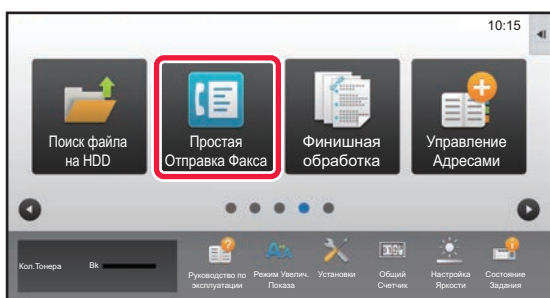 10:15
Поиск файла
на HDD
Простая
Отправка Факса
Финишная
обработка
Управление
Адресами
Кол.Тонера
Bk
Руководство по
эксплуатации
Режим Увелич.
Показа
Установки
Общий
Счетчик
Настройка
Яркости
Состояние
Задания